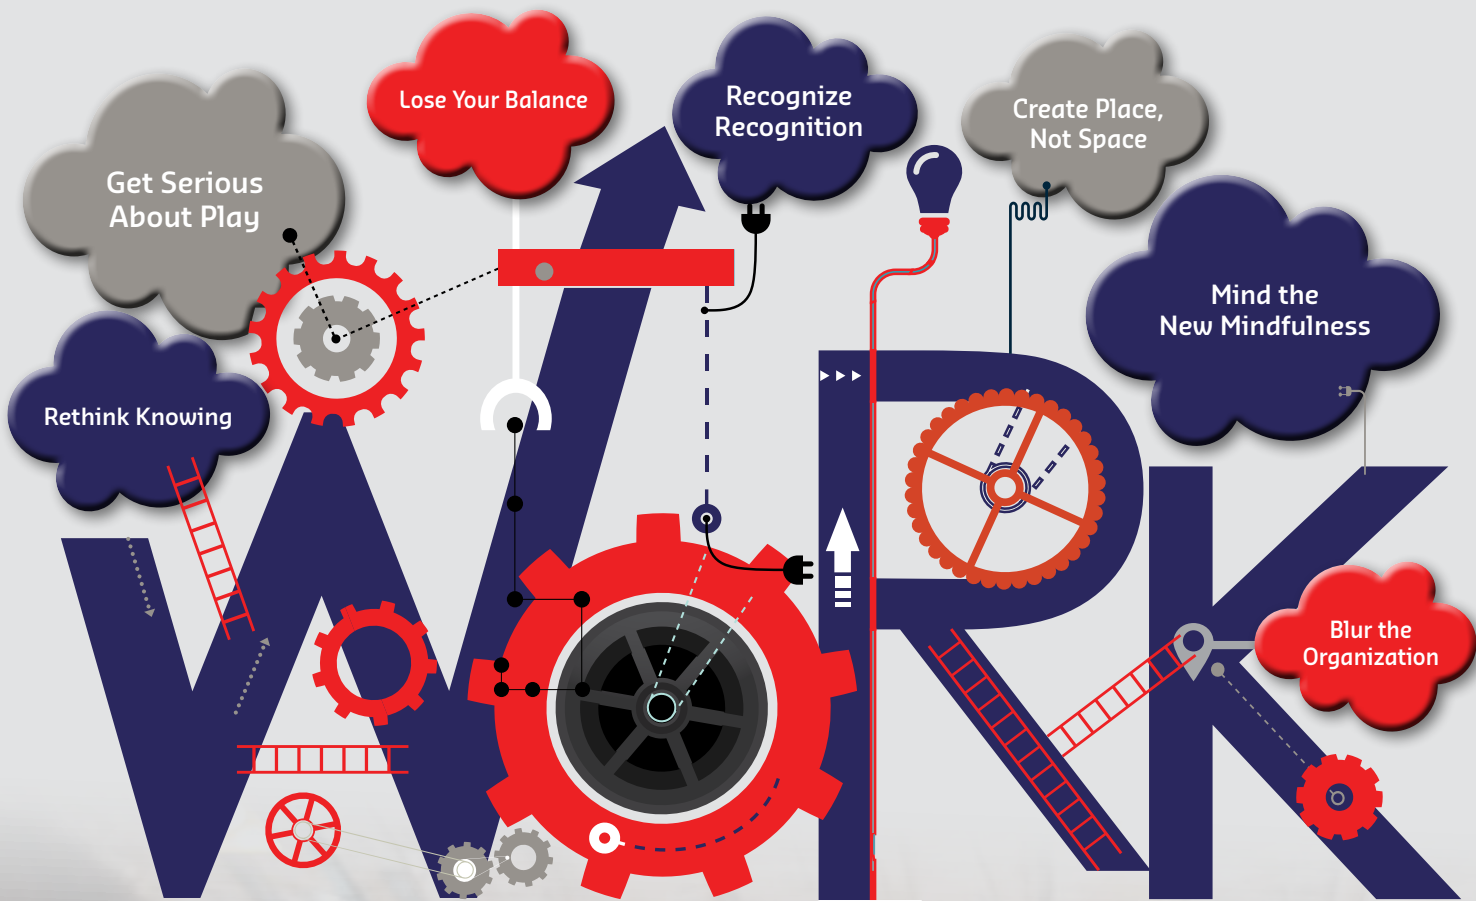 Lose Your Balance
Recognize
Recognition
Create Place,
Not Space
Get Serious
About Play
Mind the
New Mindfulness
Rethink Knowing
Blur the
Organization
WORK